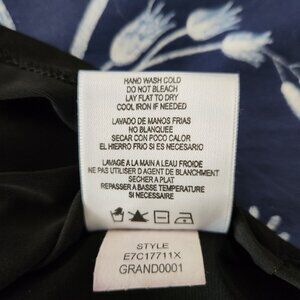 HAND WASH COLD
DO NOT BLEACH
LAY FLAT TO DRY
COOL IRON IF NEEDED
LAVADO DE MANOS FRIAS
NO BLANQUEE
SECAR CON POCO CALOR
EL HIERRO FRIO SI ES NECESARIO
LAVAGE A LA MAIN A LEAU FROIDE
NE PAS UTILISER D'AGENT DE BLANCHIMENT
SECHER A PLAT
REPASSER A BASSE TEMPERATURE
SI NECESSAIRE
STYLE
E7C17711X
GRAND0001